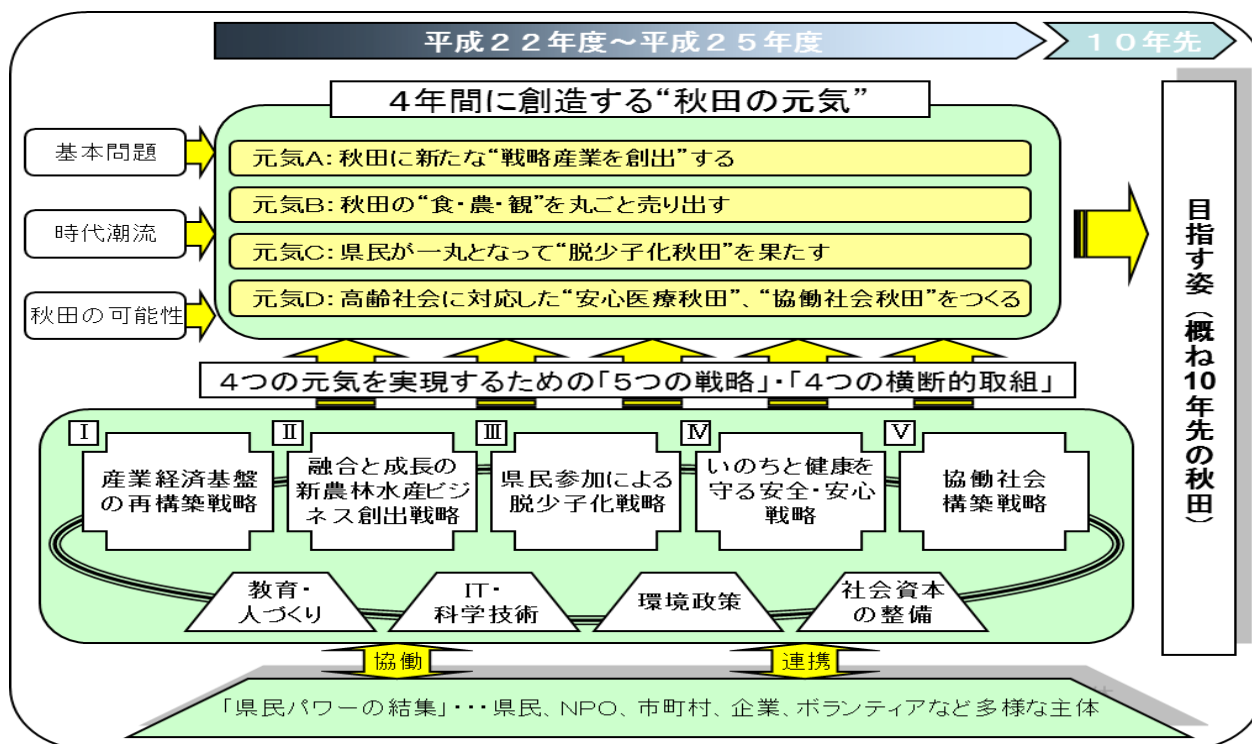 平成２２年度～平成２５年度
１０年先
４年間に創造する“秋田の元気”
基本問題
時代潮流
秋田の可能性
元気A：秋田に新たな“戦略産業を創出”する
元気B：秋田の“食・農・観”を丸ごと売り出す
元気C：県民が一丸となって“脱少子化秋田”を果たす
元気D：高齢社会に対応した“安心医療秋田”、“協働社会秋田”をつくる
目指す姿（概ね10年先の秋田）
４つの元気を実現するための「５つの戦略」・「４つの横断的取組」
Ⅰ
産業経済基盤
の再構築戦略
Ⅱ
融合と成長の
新農林水産ビジ
ネス創出戦略
Ⅲ
県民参加による
脱少子化戦略
Ⅳ
いのちと健康を
守る安全・安心
戦略
Ⅴ
協働社会
構築戦略
教育・
人づくり
IT・
科学技術
環境政策
社会資本
の整備
協働
連携
「県民パワーの結集」・・・県民、NPO、市町村、企業、ボランティアなど多様な主体